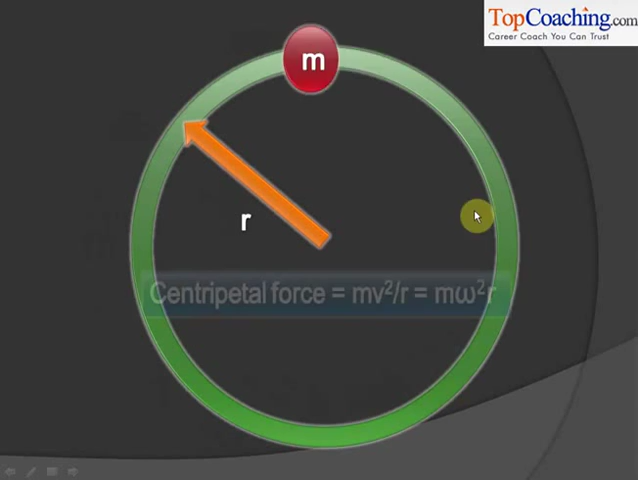 TopCoaching.com
Career Coach You Can Trust
m
r
Centripetal force = mv²/r = mω²r